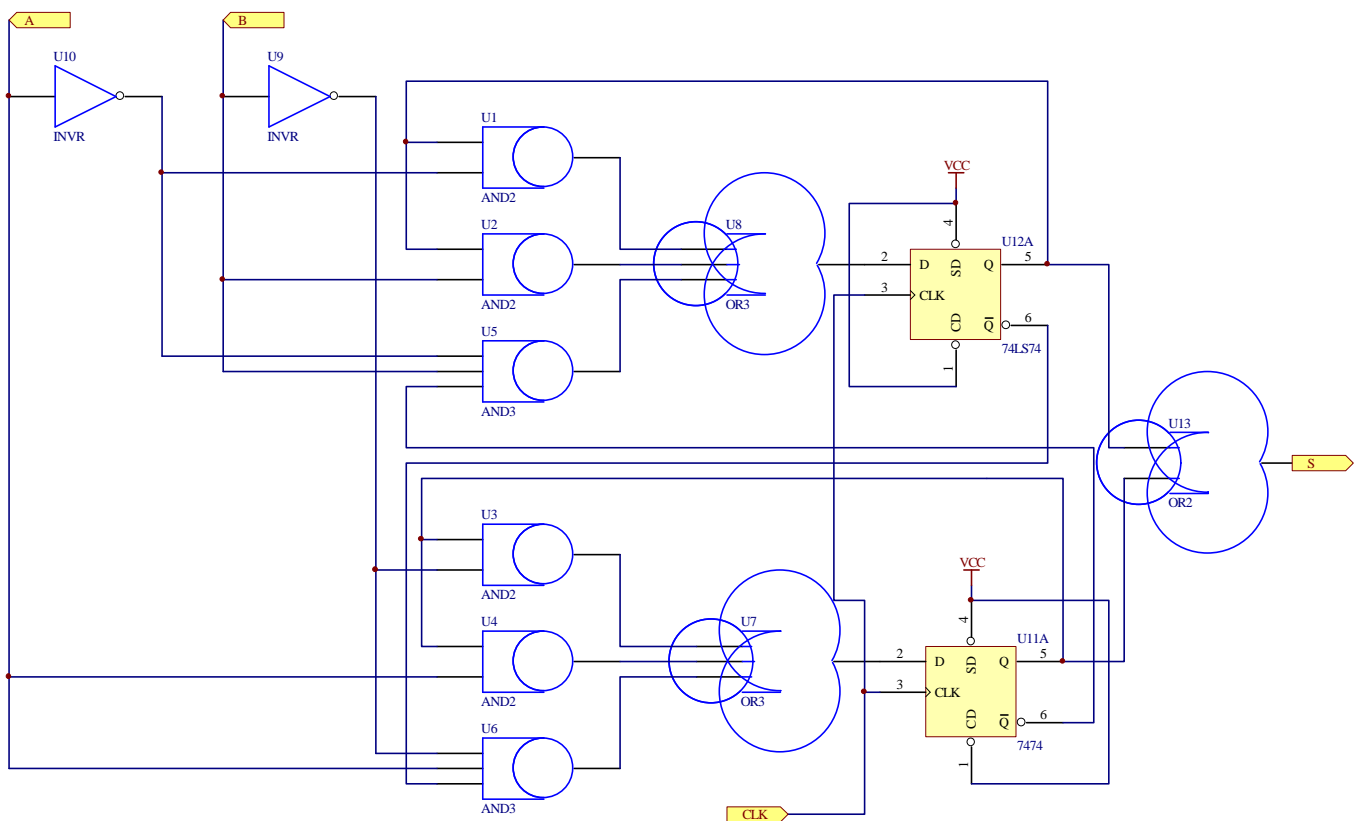 A
B
U10
INVR
U9
INVR
U1
AND2
U2
AND2
U5
AND3
U8
OR3
VCC
4
U12A
2
D
SD
Q
5
3
CLK
CD
Q
6
1
74LS74
U13
OR2
S
U3
AND2
U4
AND2
U6
AND3
U7
OR3
VCC
4
U11A
2
D
SD
Q
5
3
CLK
CD
Q
6
1
7474
CLK